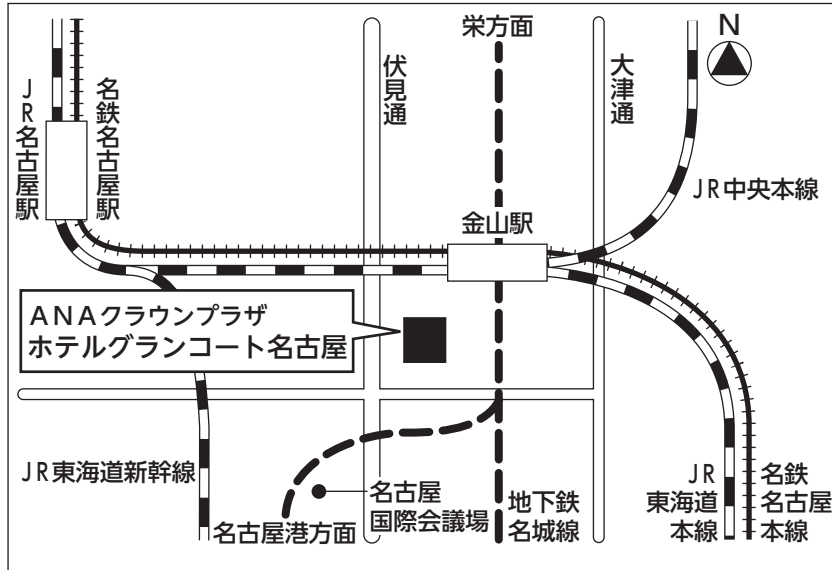 栄方面
N
伏見通
大津通
JR名古屋駅
名鉄名古屋駅
JR中央本線
金山駅
ANAクラウンプラザ
ホテルグランコート名古屋
JR東海道新幹線
名古屋港方面
名古屋
国際会議場
地下鉄
名城線
JR
東海道
本線
名鉄
名古屋
本線